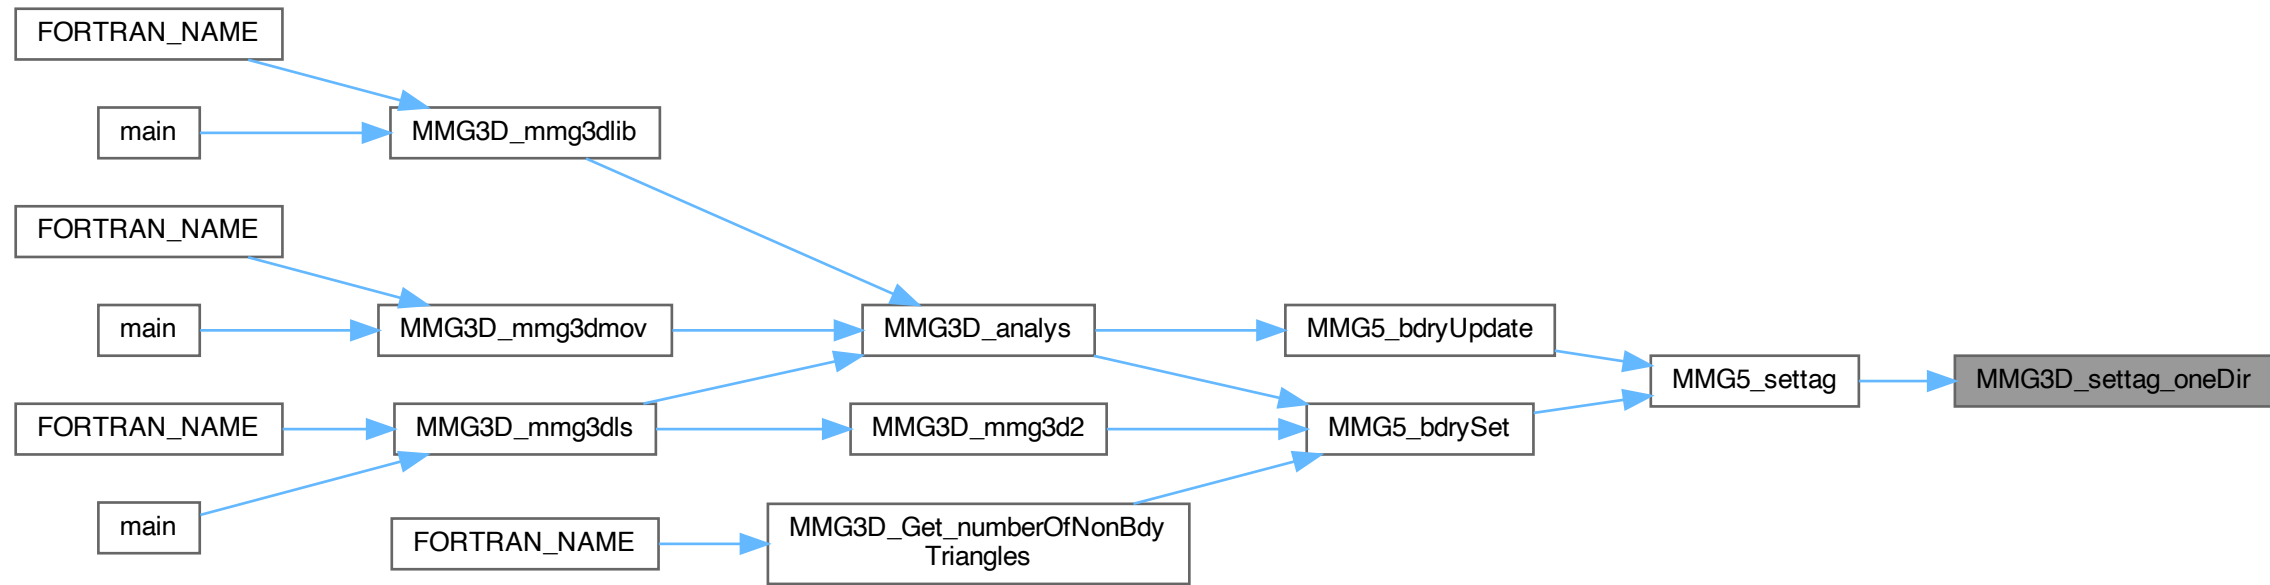 FORTRAN_NAME
main
MMG3D_mmg3dlib
FORTRAN_NAME
main
MMG3D_mmg3dmov
MMG3D_analys
MMG5_bdryUpdate
MMG5_settag
MMG3D_settag_oneDir
FORTRAN_NAME
MMG3D_mmg3dls
MMG3D_mmg3d2
MMG5_bdrySet
main
FORTRAN_NAME
MMG3D_Get_numberOfNonBdy
Triangles